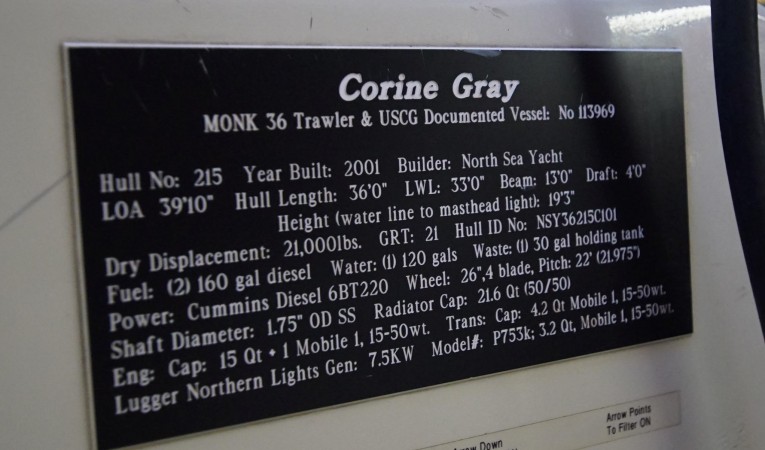 Corine Gray
MONK 36 Trawler & USCG Documented Vessel: No 113969
Hull No: 215 Year Built: 2001 Builder: North Sea Yacht
LOA 39'10" Hull Length: 36'0" LWL: 33'0" Beam: 13'0" Draft: 4'0"
Height (water line to masthead light): 19'3"
Dry Displacement: 21,000lbs. GRT: 21 Hull ID No: NSY36215C101
Fuel: (2) 160 gal diesel Water: (1) 120 gals Waste: (1) 30 gal holding tank
Power: Cummins Diesel 6BT220 Wheel: 26",4 blade, Pitch: 22' (21.975")
Shaft Diameter: 1.75" OD SS Radiator Cap: 21.6 Qt (50/50)
Eng: Cap: 15 Qt + 1 Mobile 1, 15-50wt. Trans: Cap: 4.2 Qt Mobile 1, 15-50wt.
Lugger Northern Lights Gen: 7.5KW Model#: P753k; 3.2 Qt, Mobile 1, 15-50wt.
Arrow Points
To Filter ON
Down